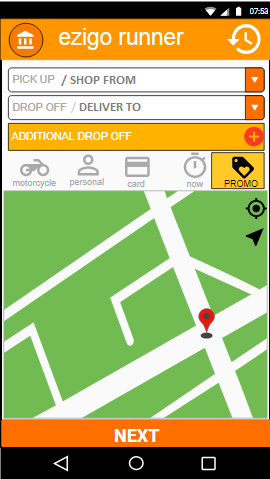 07:53
ezigo runner
PICK UP / SHOP FROM
DROP OFF / DELIVER TO
ADDITIONAL DROP OFF
motorcycle personal card now PROMO
NEXT